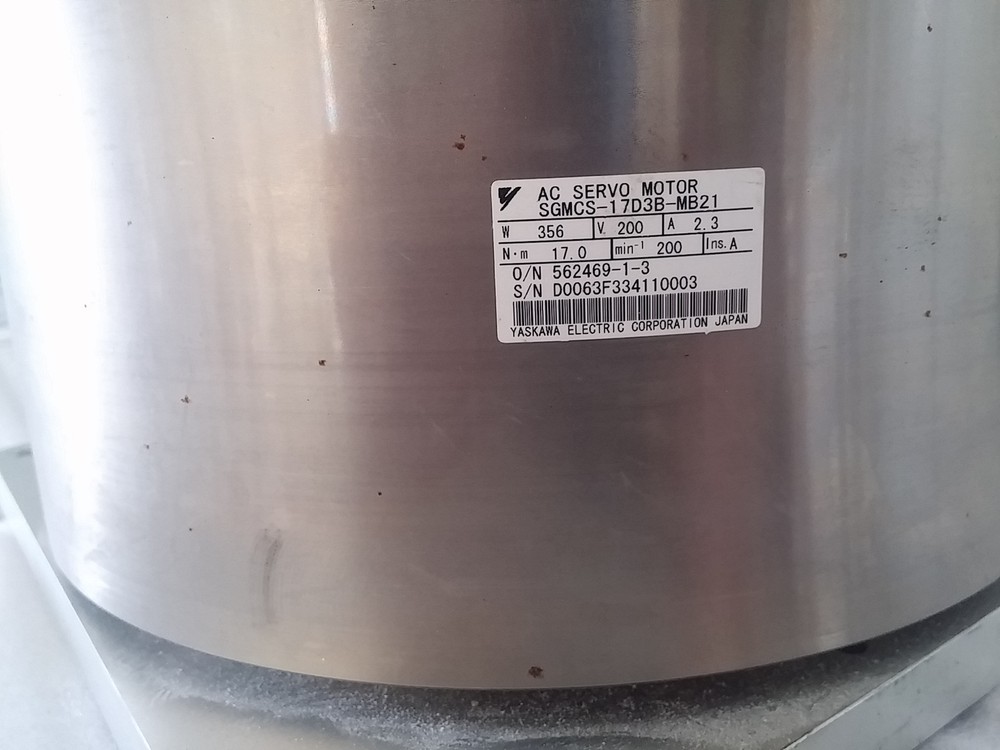 AC SERVO MOTOR
SGMCS-17D3B-MB21
W 356 V 200 A 2.3
N·m 17.0 min⁻¹ 200 Ins. A
O/N 562469-1-3
S/N D0063F334110003
YASKAWA ELECTRIC CORPORATION JAPAN